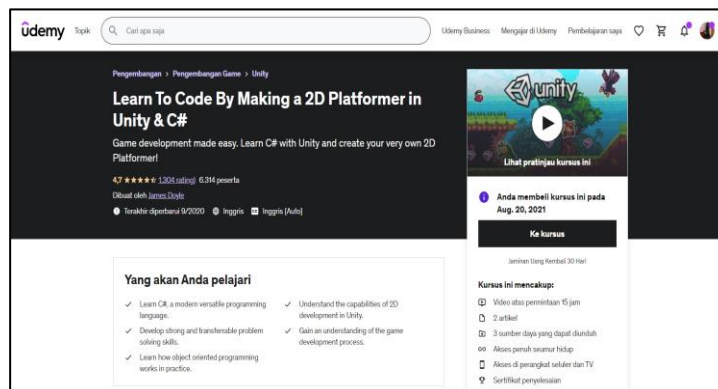 ûdemy
Topik
Cari apa saja
Udemy Business
Mengajar di Udemy
Pembelajaran saya
Pengembangan > Pengembangan Game > Unity
Learn To Code By Making a 2D Platformer in
Unity & C#
Game development made easy. Learn C# with Unity and create your very own 2D
Platformer!
4,7 (1.304 rating) 6.314 peserta
Dibuat oleh James Doyle
Terakhir diperbarui 9/2020 Inggris Inggris [Auto]
unity
Lihat pratinjau kursus ini
Anda membeli kursus ini pada
Aug. 20, 2021
Ke kursus
Jaminan Uang Kembali 30 Hari
Kursus ini mencakup:
Video atas permintaan 15 jam
2 artikel
3 sumber daya yang dapat diunduh
Akses penuh seumur hidup
Akses di perangkat seluler dan TV
Sertifikat penyelesaian
Yang akan Anda pelajari
Learn C#, a modern versatile programming
language.
Develop strong and transferrable problem
solving skills.
Learn how object oriented programming
works in practice.
Understand the capabilities of 2D
development in Unity.
Gain an understanding of the game
development process.